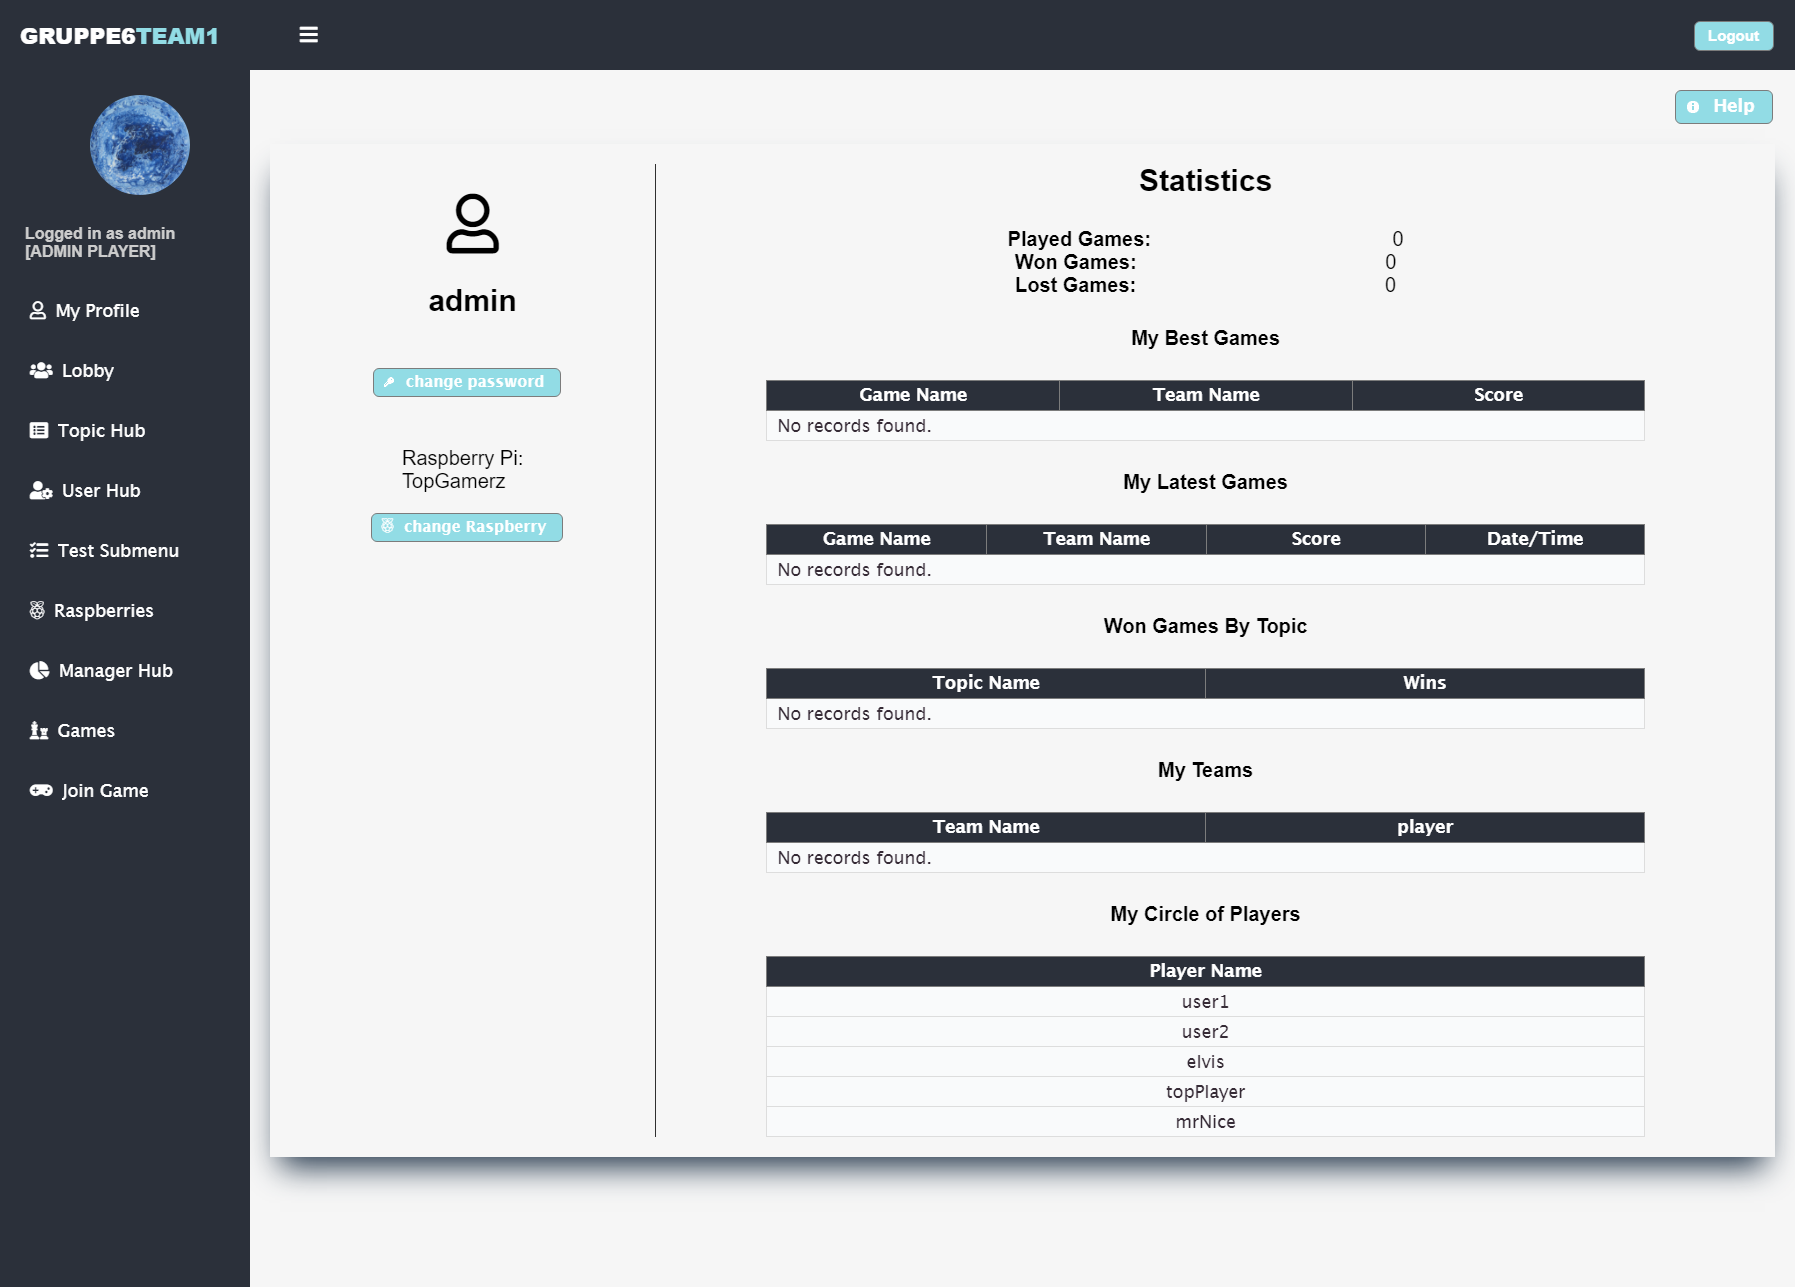 GRUPPE6TEAM1
Logout
Help
Logged in as admin
[ADMIN PLAYER]
My Profile
Lobby
Topic Hub
User Hub
Test Submenu
Raspberries
Manager Hub
Games
Join Game
admin
change password
Raspberry Pi:
TopGamerz
change Raspberry
Statistics
Played Games: 0
Won Games: 0
Lost Games: 0
My Best Games
Game Name Team Name Score
No records found.
My Latest Games
Game Name Team Name Score Date/Time
No records found.
Won Games By Topic
Topic Name Wins
No records found.
My Teams
Team Name player
No records found.
My Circle of Players
Player Name
user1
user2
elvis
topPlayer
mrNice